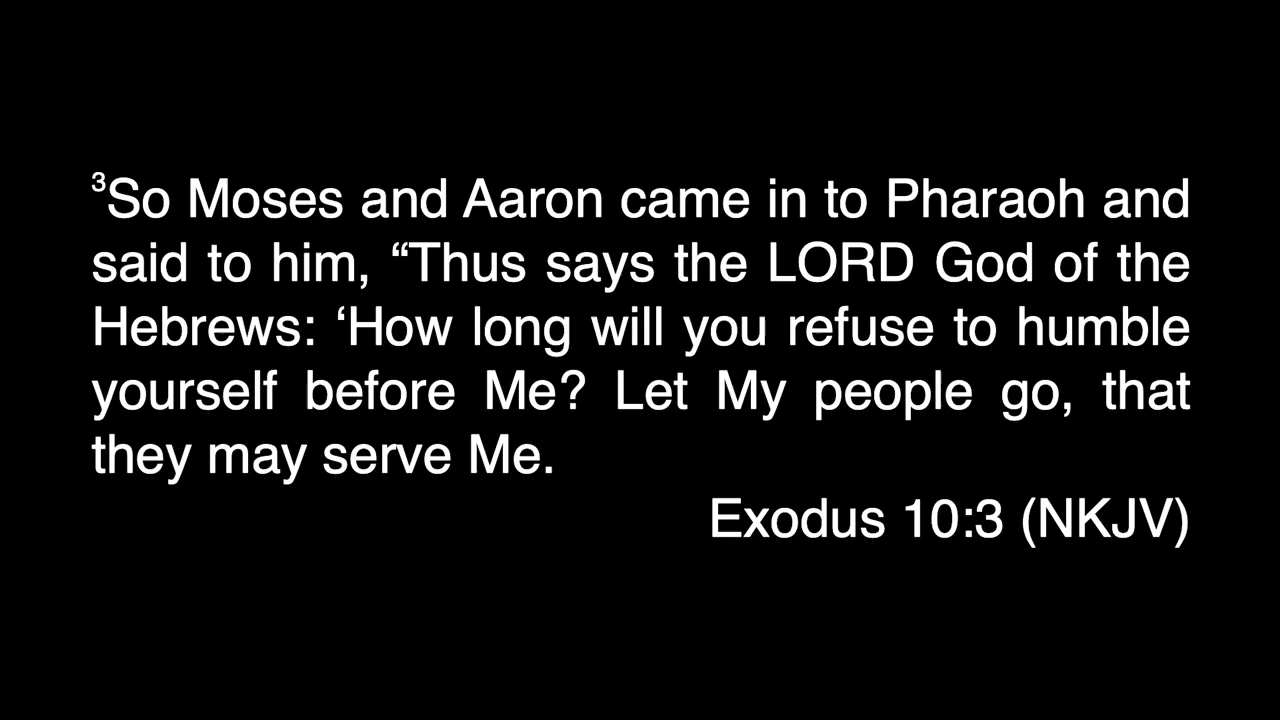 ³So Moses and Aaron came in to Pharaoh and
said to him, “Thus says the LORD God of the
Hebrews: ‘How long will you refuse to humble
yourself before Me? Let My people go, that
they may serve Me.
Exodus 10:3 (NKJV)